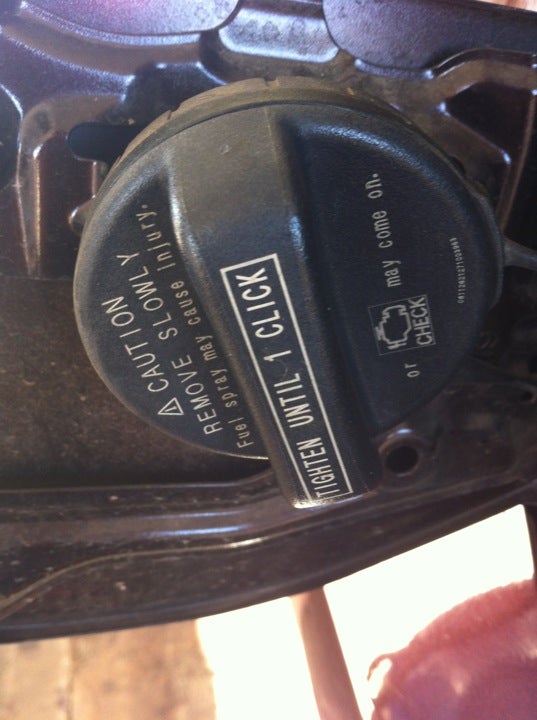 ⚠ CAUTION
REMOVE SLOWLY
Fuel spray may cause injury.
TIGHTEN UNTIL 1 CLICK
or CHECK may come on.